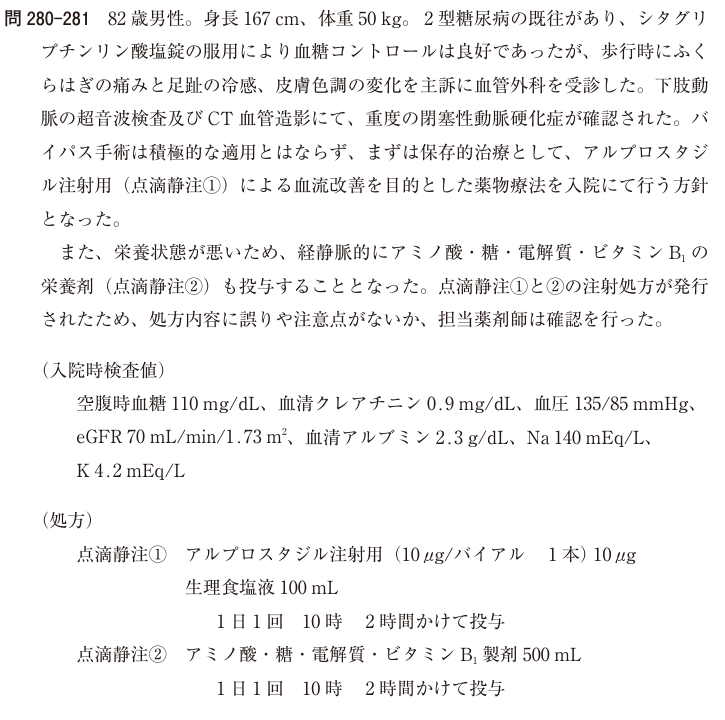 問 280-281 82 歳男性。身長 167 cm、体重 50 kg。2 型糖尿病の既往があり、シタグリ
プチンリン酸塩錠の服用により血糖コントロールは良好であったが、歩行時にふく
らはぎの痛みと足趾の冷感、皮膚色調の変化を主訴に血管外科を受診した。下肢動
脈の超音波検査及び CT 血管造影にて、重度の閉塞性動脈硬化症が確認された。バ
イパス手術は積極的な適用とはならず、まずは保存的治療として、アルプロスタジ
ル注射用（点滴静注①）による血流改善を目的とした薬物療法を入院にて行う方針
となった。
また、栄養状態が悪いため、経静脈的にアミノ酸・糖・電解質・ビタミン B₁ の
栄養剤（点滴静注②）も投与することとなった。点滴静注①と②の注射処方が発行
されたため、処方内容に誤りや注意点がないか、担当薬剤師は確認を行った。
（入院時検査値）
空腹時血糖 110 mg/dL、血清クレアチニン 0.9 mg/dL、血圧 135/85 mmHg、
eGFR 70 mL/min/1.73 m²、血清アルブミン 2.3 g/dL、Na 140 mEq/L、
K 4.2 mEq/L
（処方）
点滴静注① アルプロスタジル注射用（10 μg/バイアル 1 本）10 μg
生理食塩液 100 mL
1 日 1 回 10 時 2 時間かけて投与
点滴静注② アミノ酸・糖・電解質・ビタミン B₁ 製剤 500 mL
1 日 1 回 10 時 2 時間かけて投与